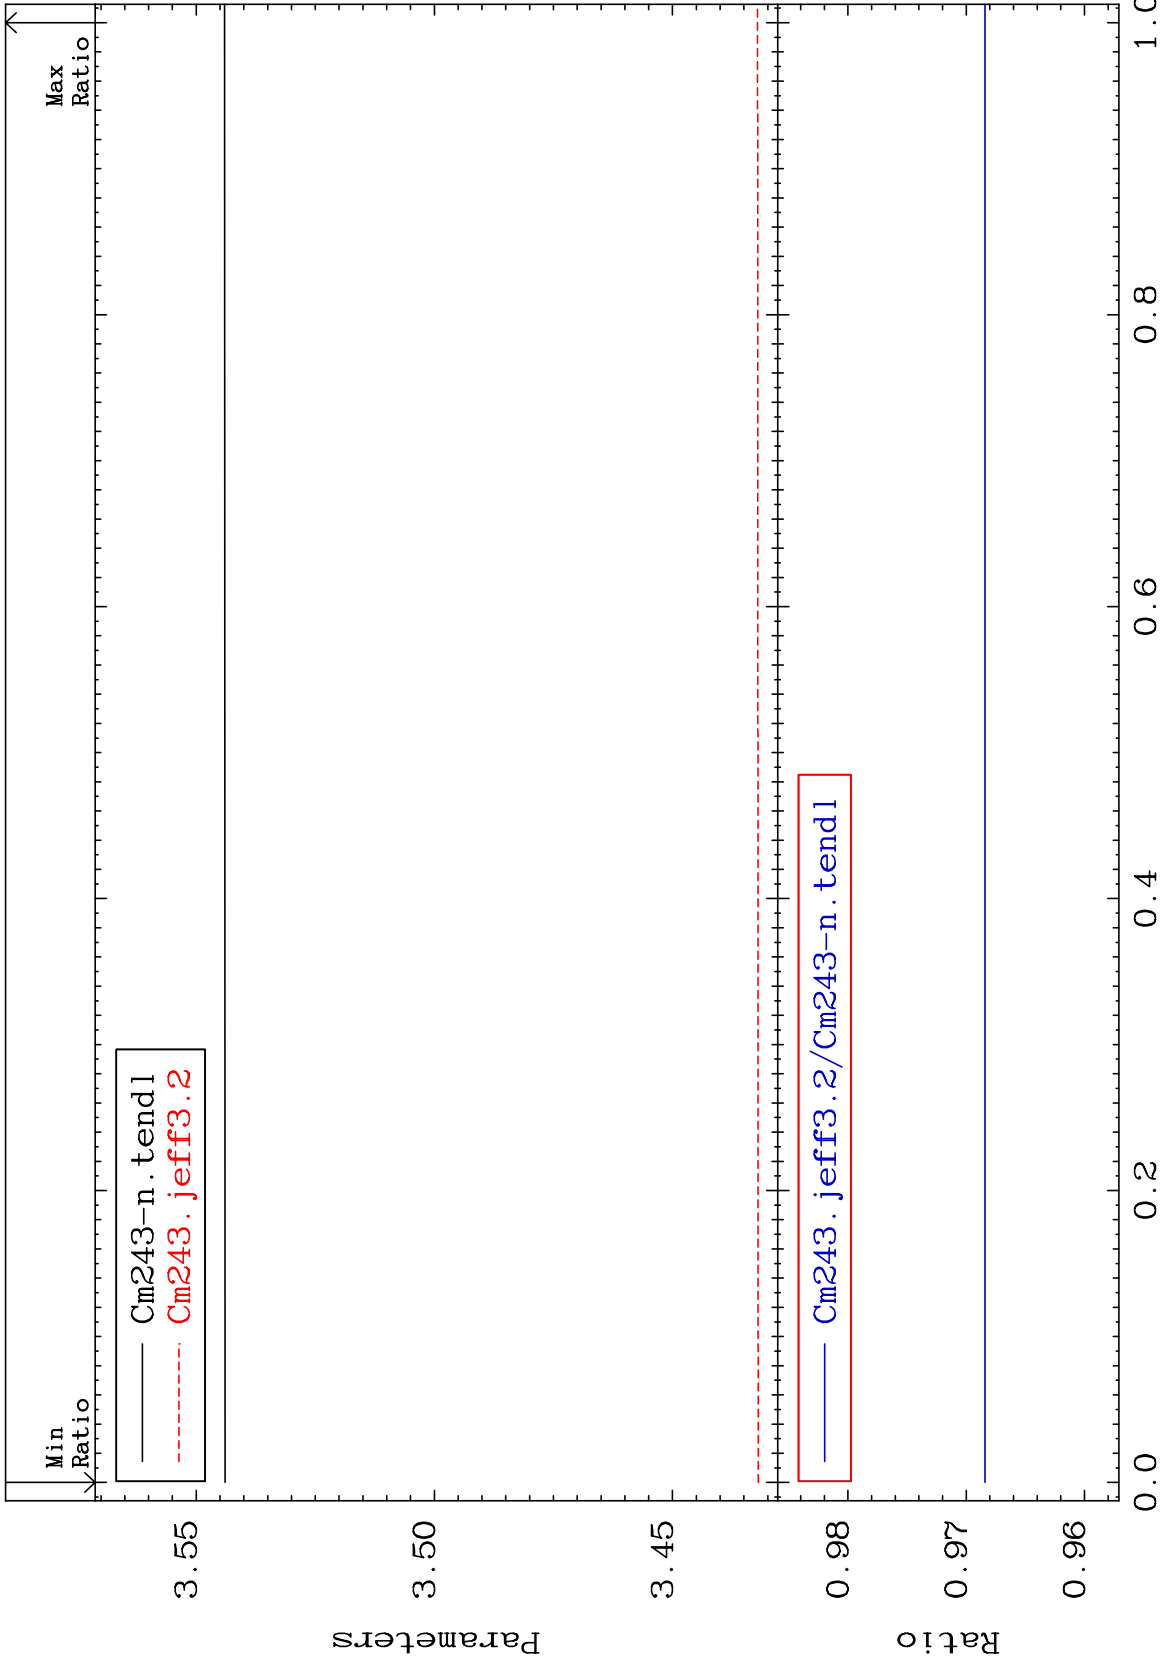 Min
Ratio
Max
Ratio
Cm243-n.tendl
Cm243.jeff3.2
3.55
3.50
3.45
Parameters
Cm243.jeff3.2/Cm243-n.tendl
0.98
0.97
0.96
Ratio
0.0
0.2
0.4
0.6
0.8
1.0